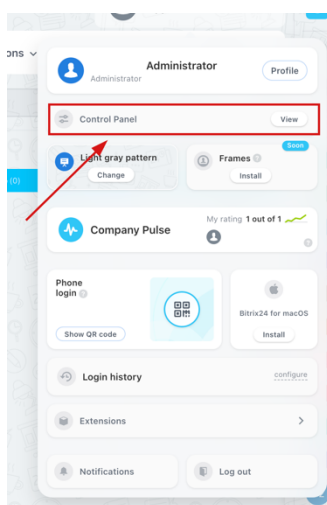 ons
Administrator
Administrator
Profile
Control Panel
View
Soon
Light gray pattern
Change
Frames
Install
(0)
Company Pulse
My rating 1 out of 1
Phone
login
Show QR code
Bitrix24 for macOS
Install
Login history
configure
Extensions
Notifications
Log out